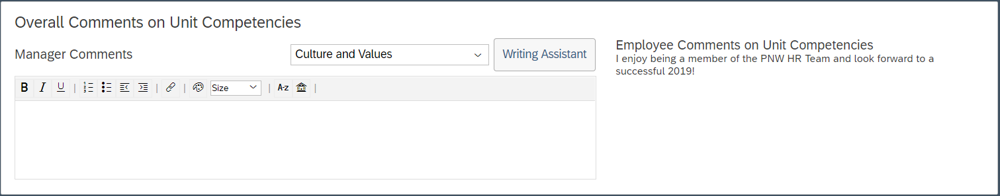 Overall Comments on Unit Competencies
Manager Comments
Culture and Values
Writing Assistant
B I U | | | Size | A-z |
Employee Comments on Unit Competencies
I enjoy being a member of the PNW HR Team and look forward to a
successful 2019!